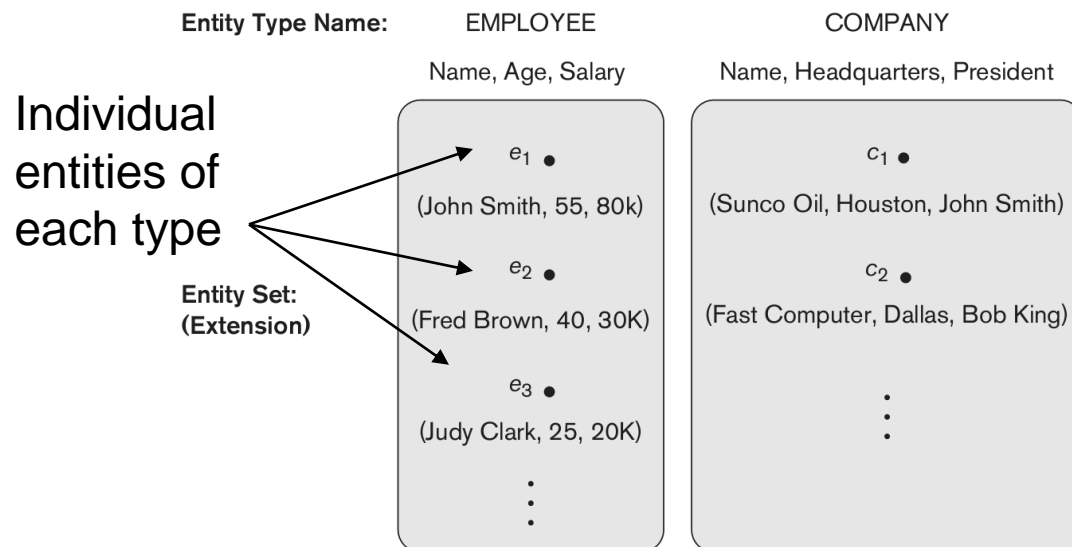 Entity Type Name: EMPLOYEE COMPANY
Name, Age, Salary Name, Headquarters, President
Individual
entities of
each type
Entity Set:
(Extension)
e1
(John Smith, 55, 80k)
e2
(Fred Brown, 40, 30K)
e3
(Judy Clark, 25, 20K)
c1
(Sunco Oil, Houston, John Smith)
c2
(Fast Computer, Dallas, Bob King)